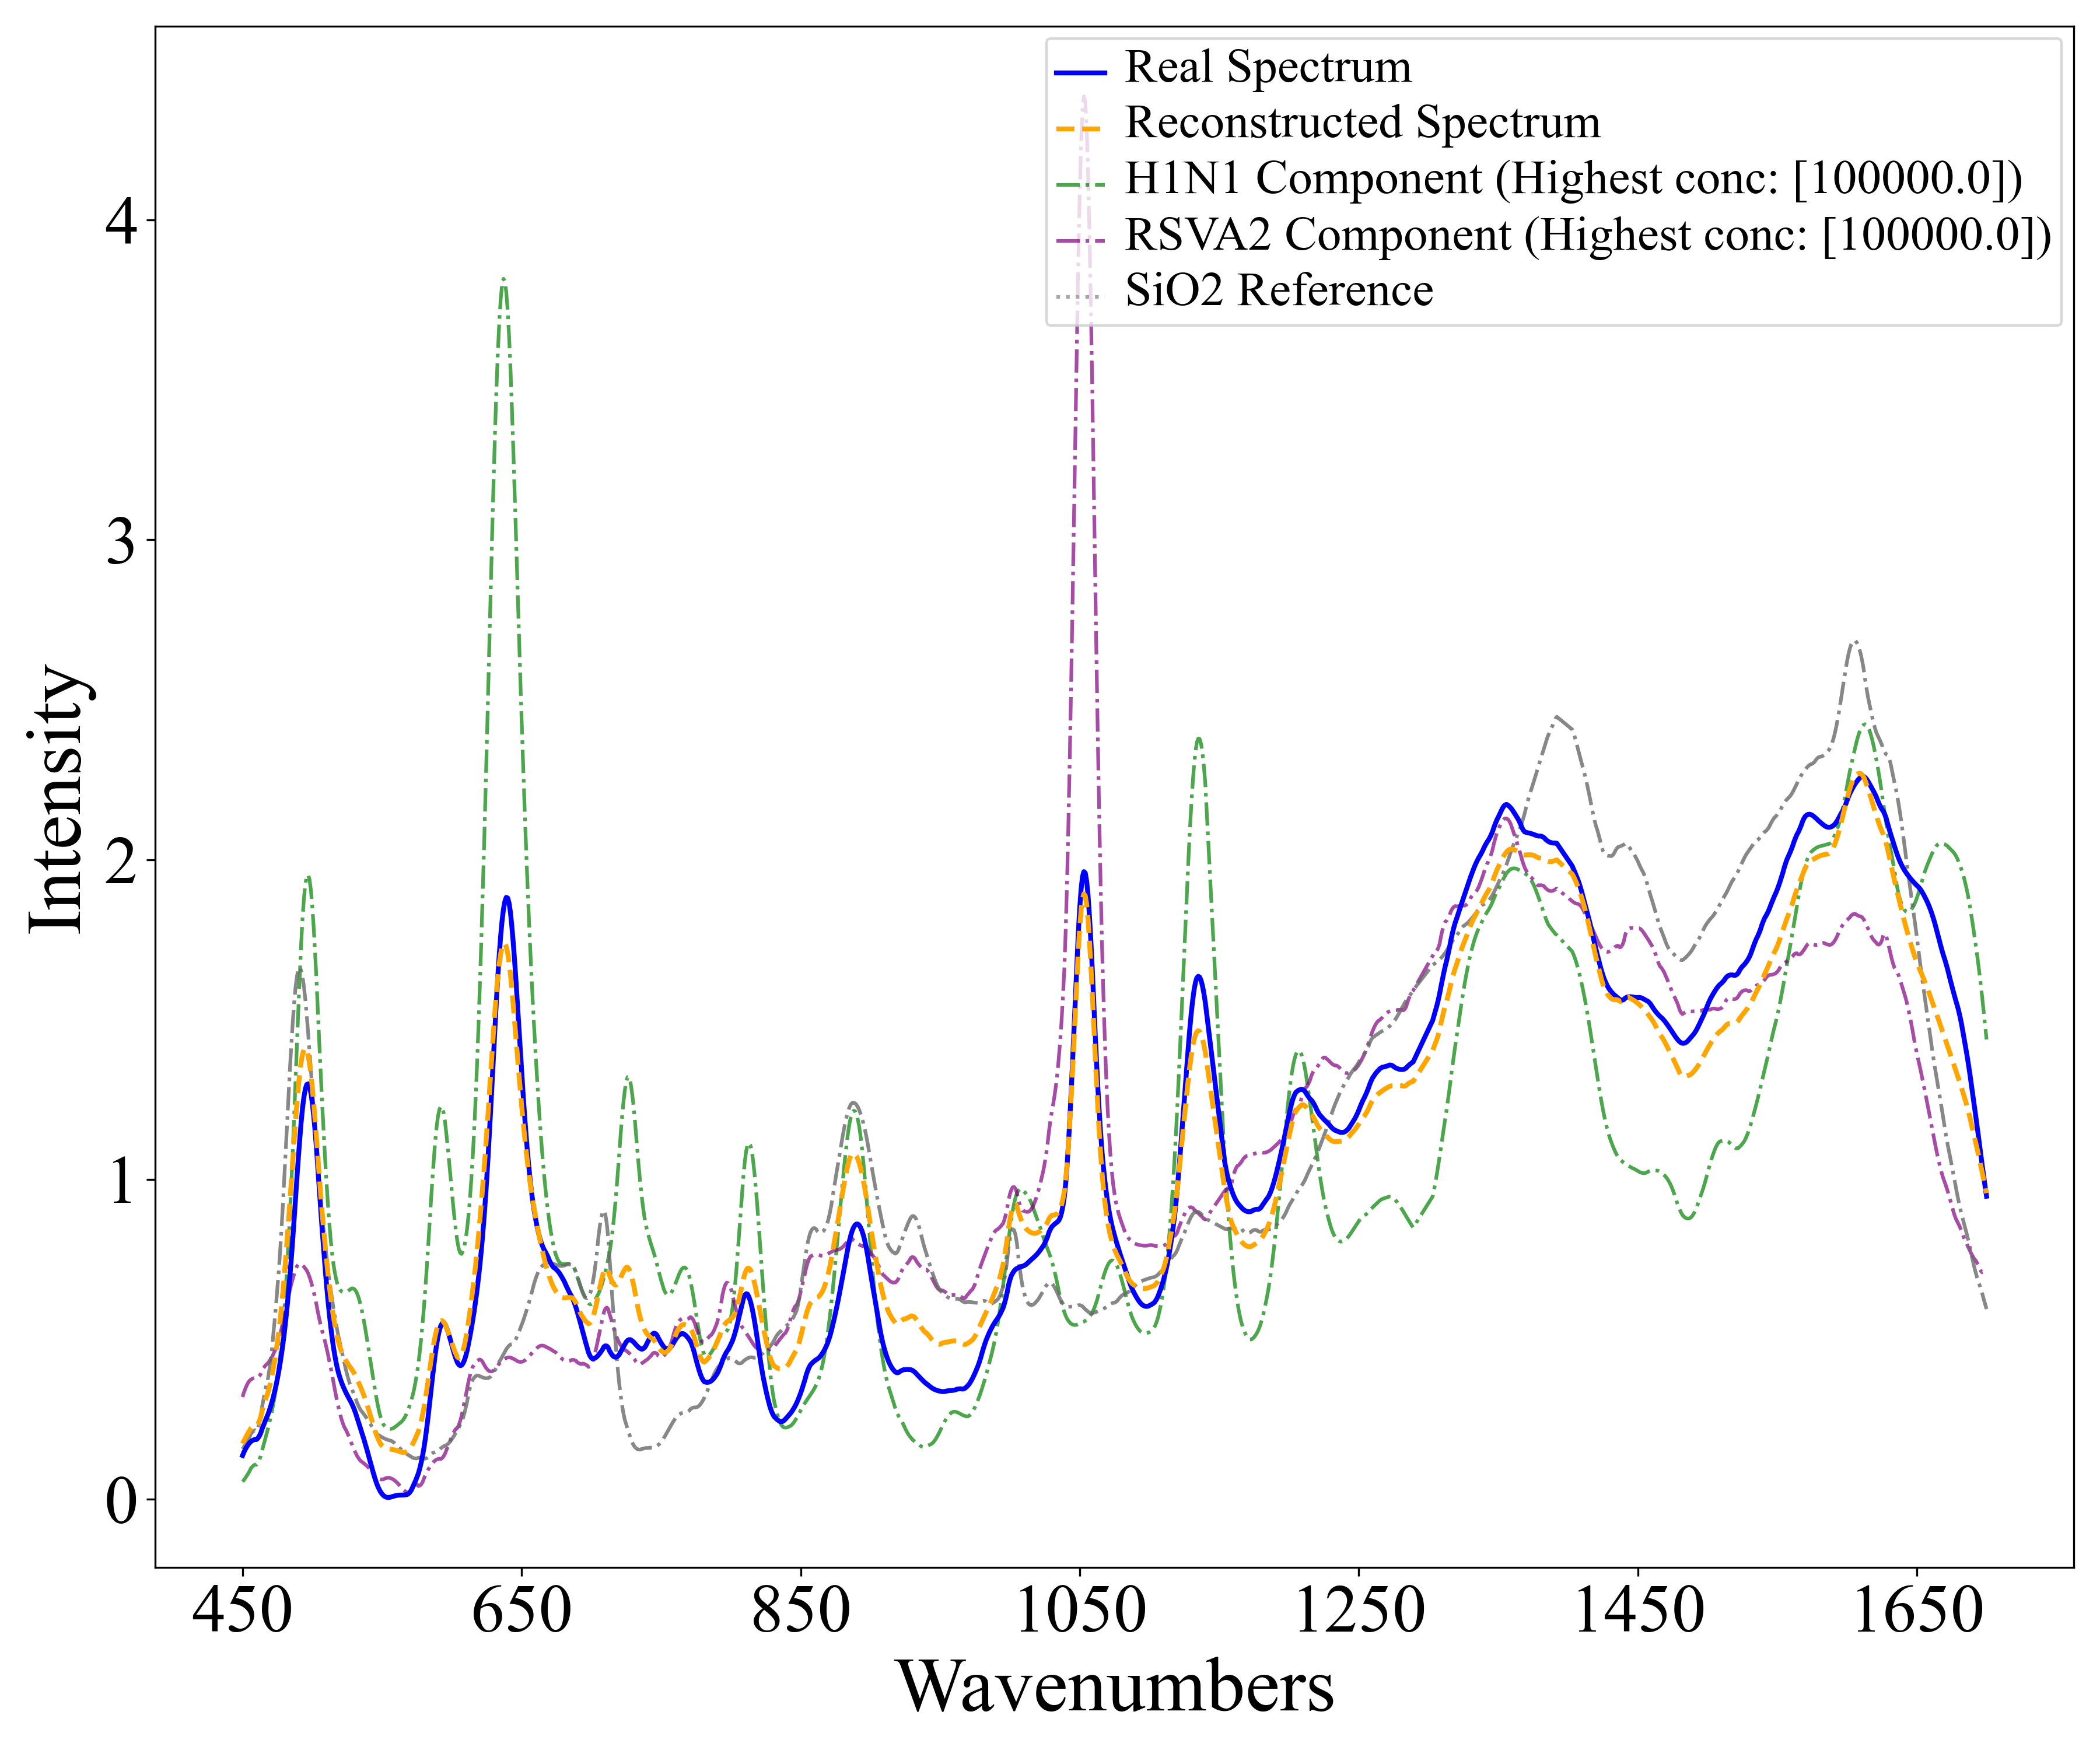 Real Spectrum
Reconstructed Spectrum
H1N1 Component (Highest conc: [100000.0])
RSVA2 Component (Highest conc: [100000.0])
SiO2 Reference
Intensity
4
3
2
1
0
450 650 850 1050 1250 1450 1650
Wavenumbers